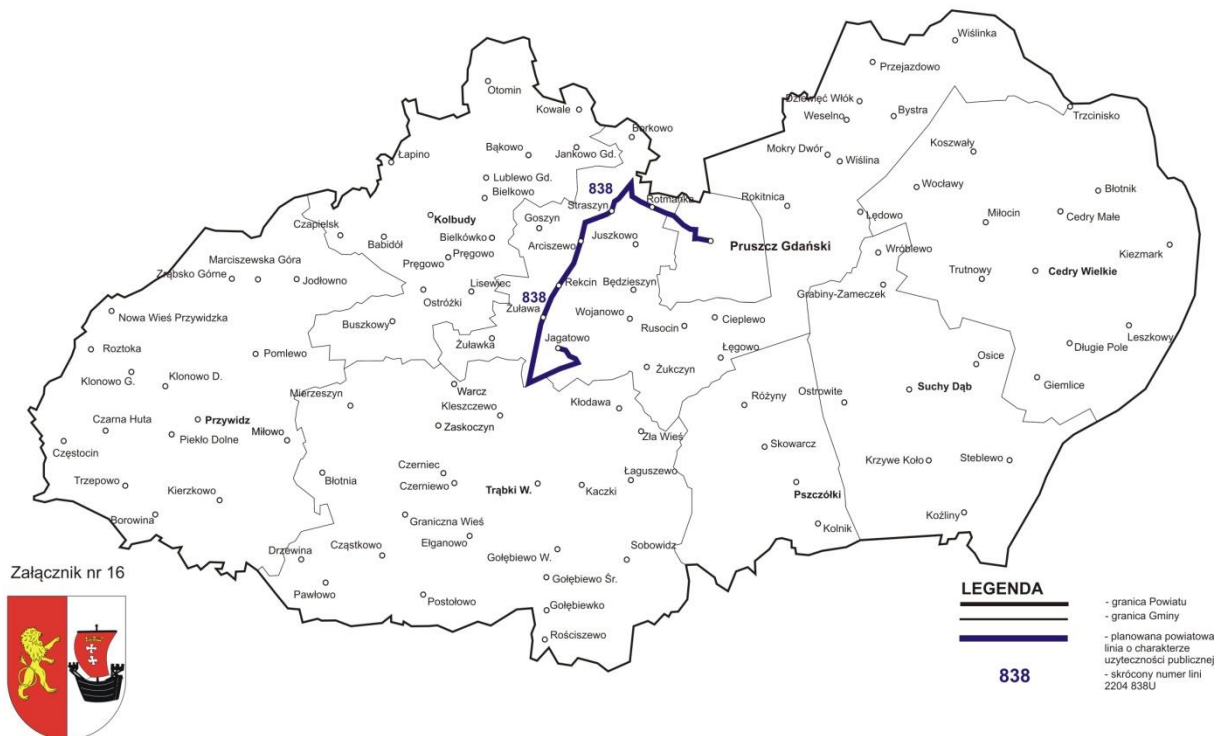 Wiślinka
Przejazdowo
Otomin
Kowale
Dziewięć Włók
Weselno
Bystra
Trzcinisko
Borkowo
Łapino
Bąkowo
Jankowo Gd.
Mokry Dwór
Wiślina
Koszwały
Lublewo Gd.
Bielkowo
838
Straszyn
Rotmanka
Rokitnica
Wocławy
Błotnik
Kolbudy
Goszyn
Lędowo
Miłocin
Cedry Małe
Czapielsk
Babidół
Bielkówko
Arciszewo
Juszkowo
Pruszcz Gdański
Wróblewo
Kiezmark
Marciszewska Góra
Pręgowo
Pręgowo
Zrąbsko Górne
Jodłowno
Lisewiec
Rekcin
Będzieszyn
Trutnowy
Cedry Wielkie
Ostróżki
838
Grabiny-Zameczek
Nowa Wieś Przywidzka
Żuława
Wojanowo
Buszkowy
Rusocin
Cieplewo
Roztoka
Pomlewo
Żuławka
Jagatowo
Łęgowo
Długie Pole
Leszkowy
Klonowo G.
Klonowo D.
Żukczyn
Osice
Giemlice
Mierzeszyn
Warcz
Kleszczewo
Kłodawa
Różyny
Ostrowite
Suchy Dąb
Czarna Huta
Przywidz
Piekło Dolne
Miłowo
Zaskoczyn
Zła Wieś
Częstocin
Skowarcz
Krzywe Koło
Steblewo
Trzepowo
Kierzkowo
Błotnia
Czerniec
Czerniewo
Trąbki W.
Kaczki
Łaguszewo
Pszczółki
Borowina
Graniczna Wieś
Kolnik
Koźliny
Drzewina
Cząstkowo
Ełganowo
Gołębiewo W.
Sobowidz
Załącznik nr 16
Pawłowo
Postołowo
Gołębiewo Śr.
Gołębiewko
Rościszewo
LEGENDA
- granica Powiatu
- granica Gminy
- planowana powiatowa
linia o charakterze
uzyteczności publicznej
838
- skrócony numer lini
2204 838U